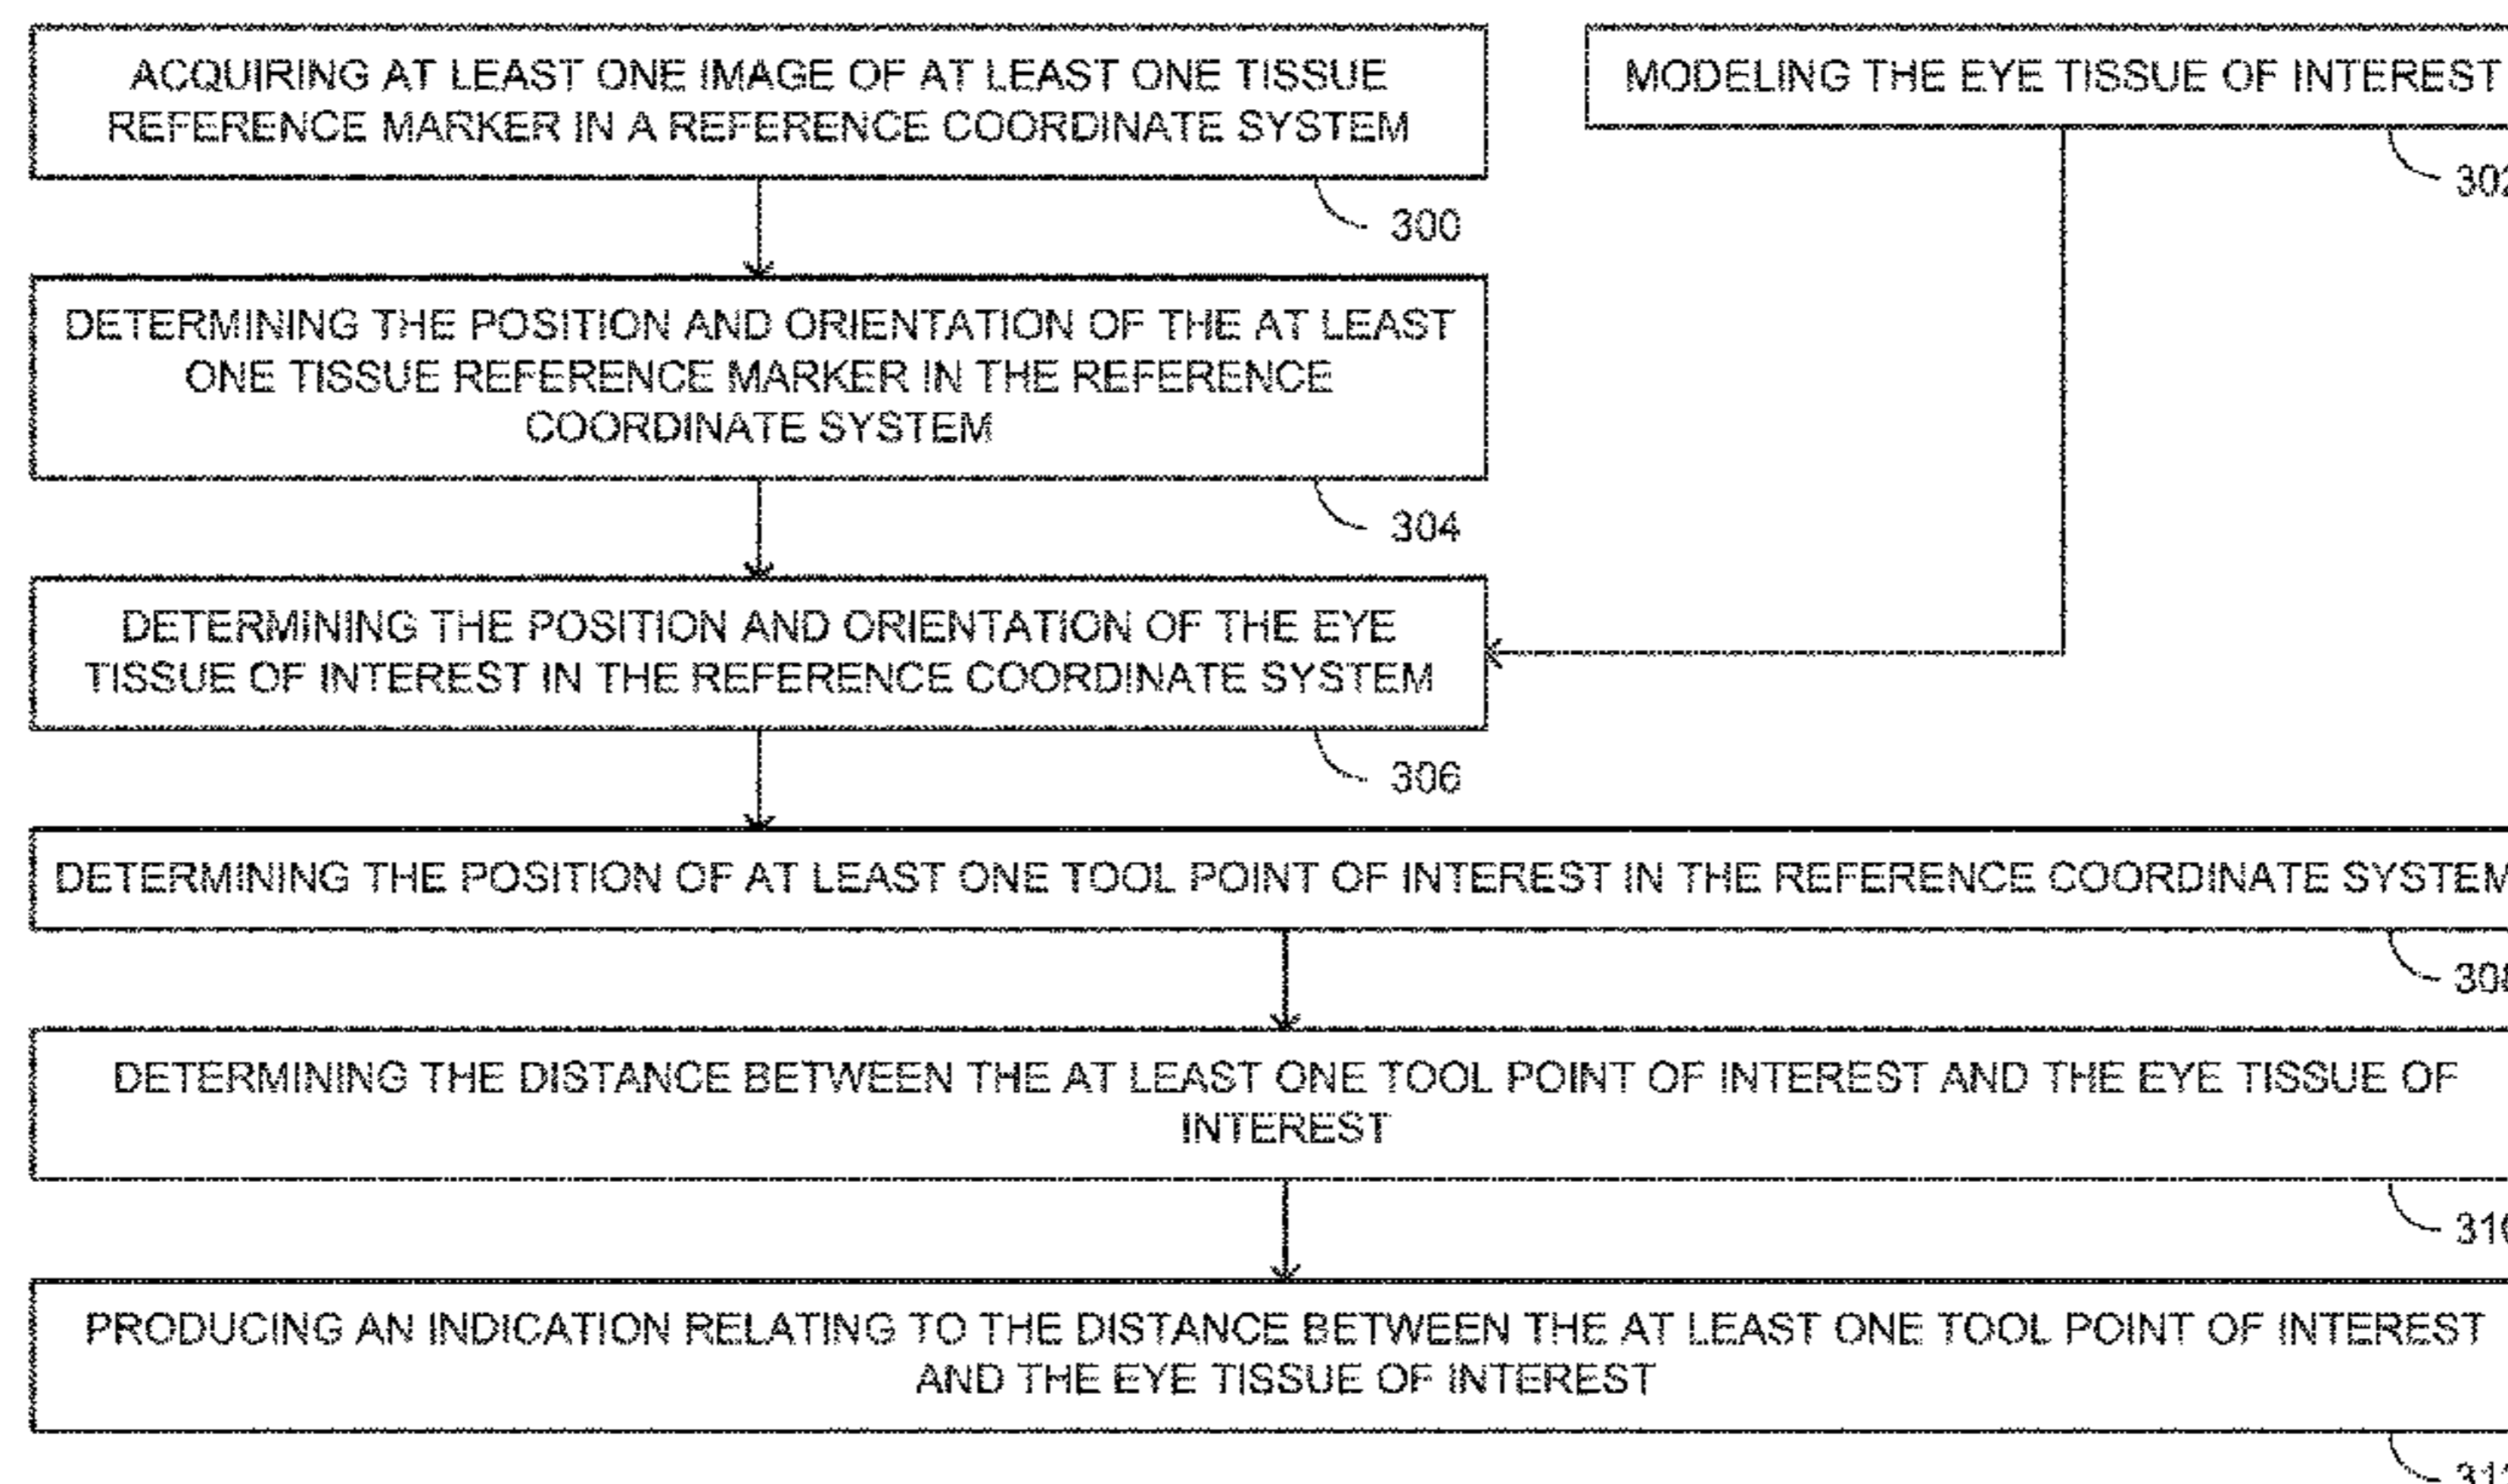 ACQUIRING AT LEAST ONE IMAGE OF AT LEAST ONE TISSUE
REFERENCE MARKER IN A REFERENCE COORDINATE SYSTEM
300
MODELING THE EYE TISSUE OF INTEREST
DETERMINING THE POSITION AND ORIENTATION OF THE AT LEAST
ONE TISSUE REFERENCE MARKER IN THE REFERENCE
COORDINATE SYSTEM
304
DETERMINING THE POSITION AND ORIENTATION OF THE EYE
TISSUE OF INTEREST IN THE REFERENCE COORDINATE SYSTEM
306
DETERMINING THE POSITION OF AT LEAST ONE TOOL POINT OF INTEREST IN THE REFERENCE COORDINATE SYSTEM
DETERMINING THE DISTANCE BETWEEN THE AT LEAST ONE TOOL POINT OF INTEREST AND THE EYE TISSUE OF
INTEREST
PRODUCING AN INDICATION RELATING TO THE DISTANCE BETWEEN THE AT LEAST ONE TOOL POINT OF INTEREST
AND THE EYE TISSUE OF INTEREST